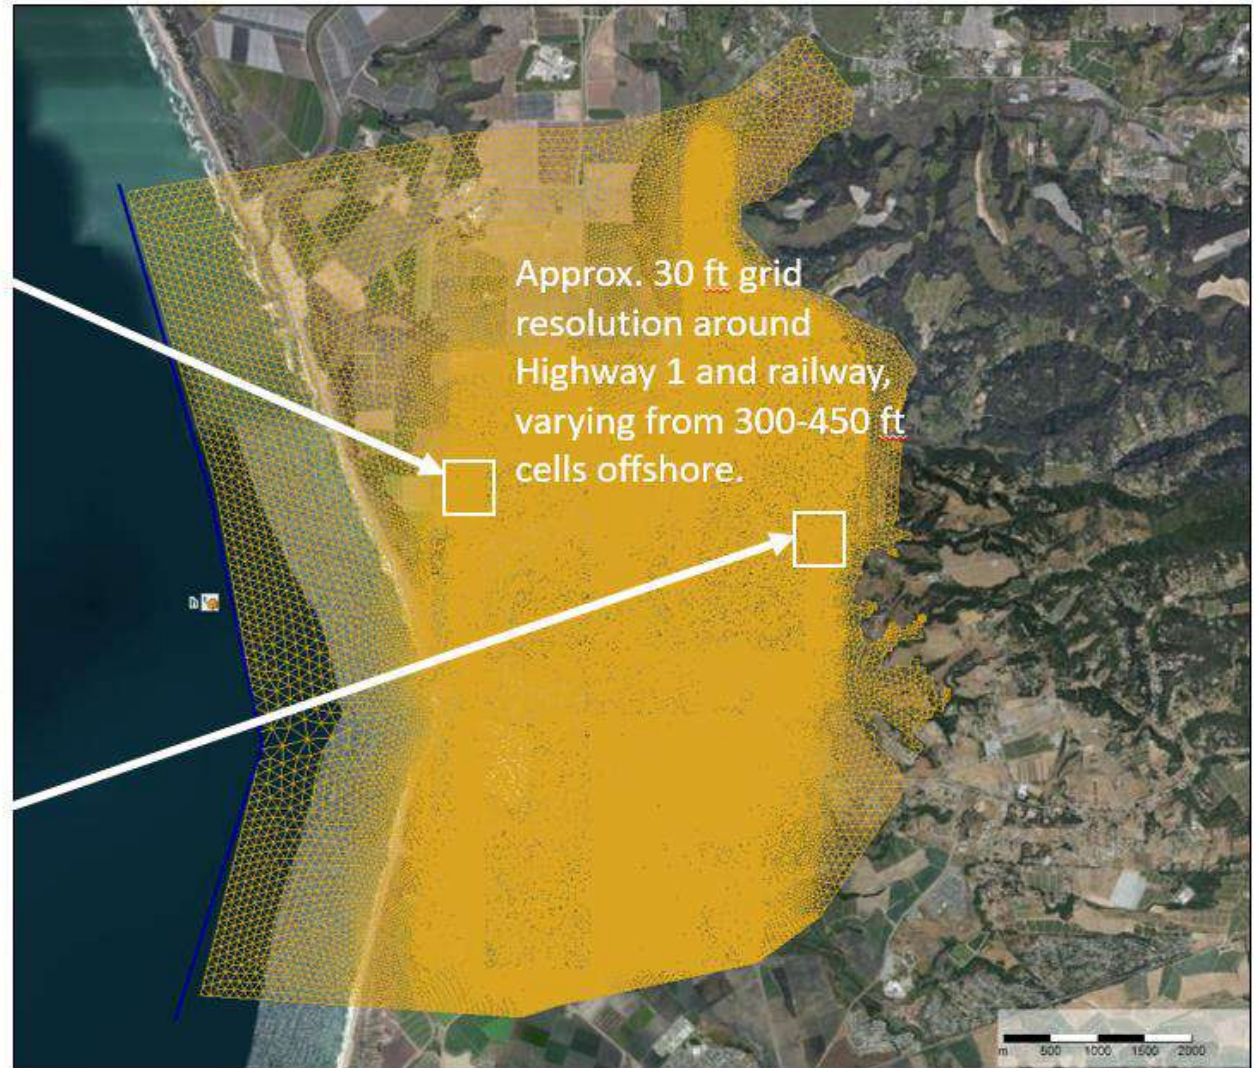 Approx. 30 ft grid
resolution around
Highway 1 and railway,
varying from 300-450 ft
cells offshore.
m 500 1000 1500 2000